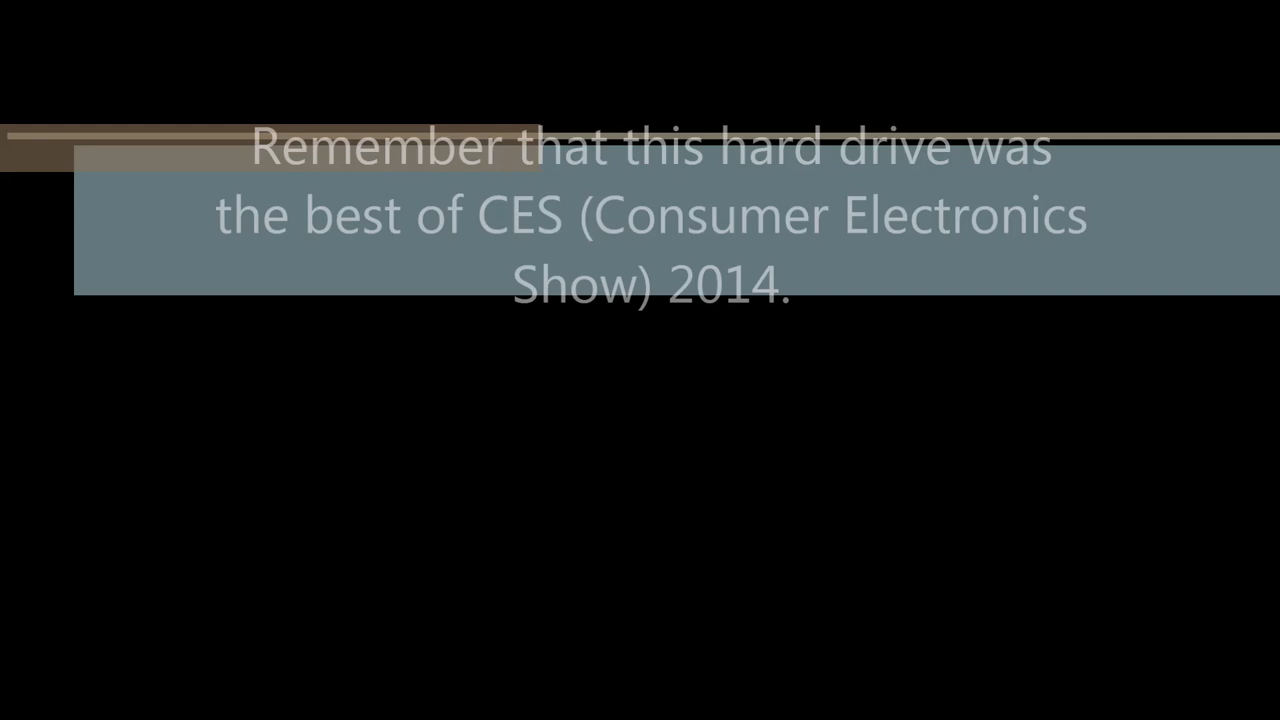 Remember that this hard drive was
the best of CES (Consumer Electronics
Show) 2014.